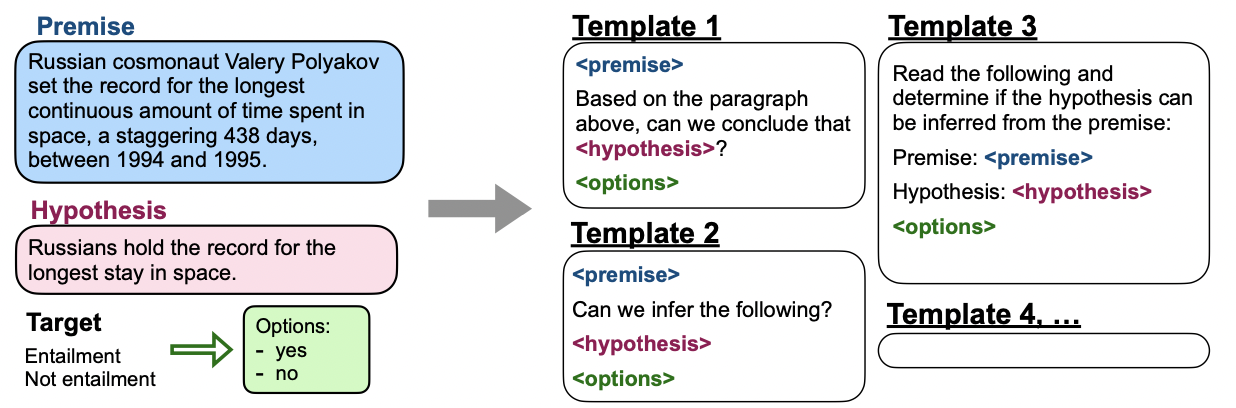 Premise
Russian cosmonaut Valery Polyakov
set the record for the longest
continuous amount of time spent in
space, a staggering 438 days,
between 1994 and 1995.
Hypothesis
Russians hold the record for the
longest stay in space.
Target
Entailment
Not entailment
Options:
- yes
- no
Template 1
<premise>
Based on the paragraph
above, can we conclude that
<hypothesis>?
<options>
Template 2
<premise>
Can we infer the following?
<hypothesis>
<options>
Template 3
Read the following and
determine if the hypothesis can
be inferred from the premise:
Premise: <premise>
Hypothesis: <hypothesis>
<options>
Template 4, ...